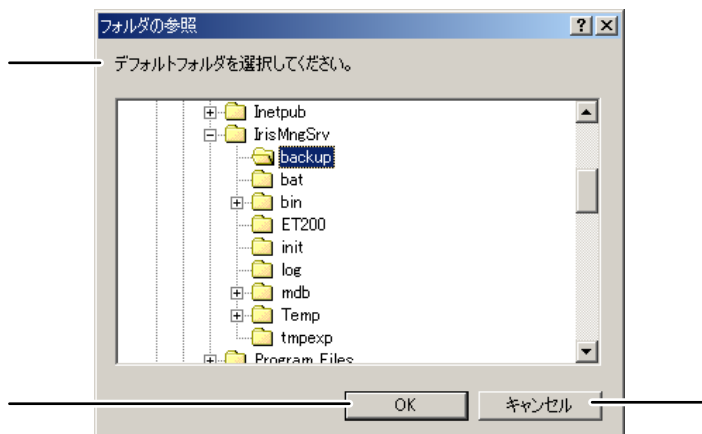 フォルダの参照
デフォルトフォルダを選択してください。
Inetpub
IrisMngSrv
backup
bat
bin
ET200
init
log
mdb
Temp
tmpexp
Program Files
OK
キャンセル